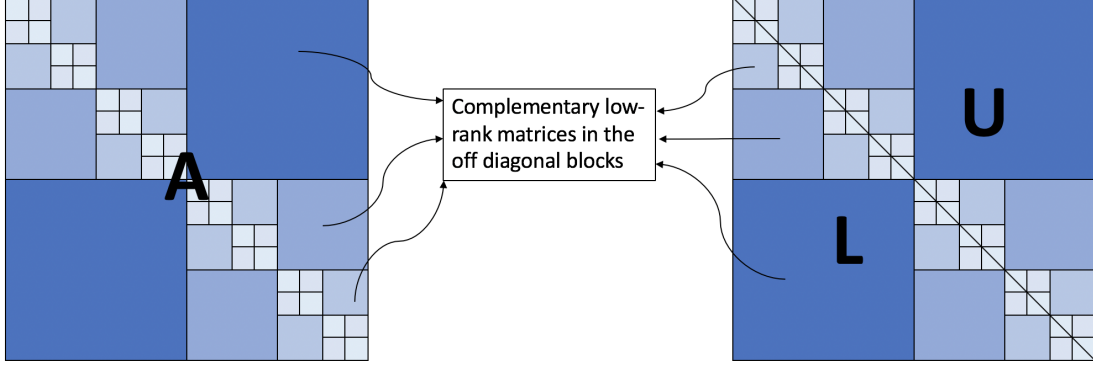 A
Complementary low-
rank matrices in the
off diagonal blocks
U
L